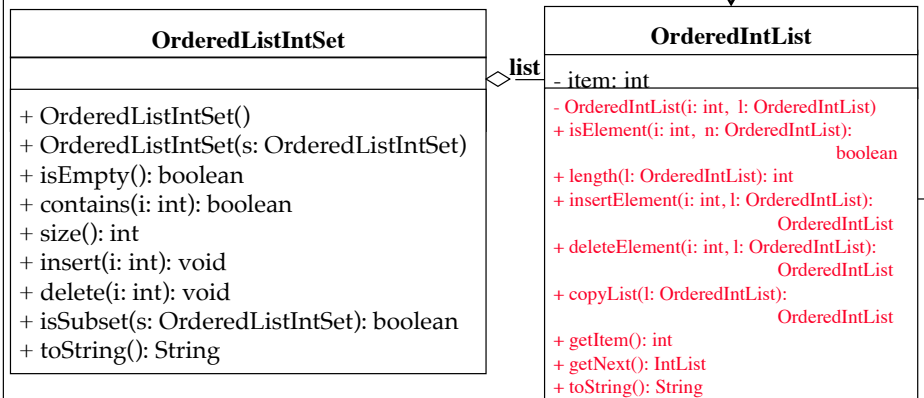 OrderedListIntSet
+ OrderedListIntSet()
+ OrderedListIntSet(s: OrderedListIntSet)
+ isEmpty(): boolean
+ contains(i: int): boolean
+ size(): int
+ insert(i: int): void
+ delete(i: int): void
+ isSubset(s: OrderedListIntSet): boolean
+ toString(): String
list
OrderedIntList
- item: int
- OrderedIntList(i: int, l: OrderedIntList)
+ isElement(i: int, n: OrderedIntList):
boolean
+ length(l: OrderedIntList): int
+ insertElement(i: int, l: OrderedIntList):
OrderedIntList
+ deleteElement(i: int, l: OrderedIntList):
OrderedIntList
+ copyList(l: OrderedIntList):
OrderedIntList
+ getItem(): int
+ getNext(): IntList
+ toString(): String